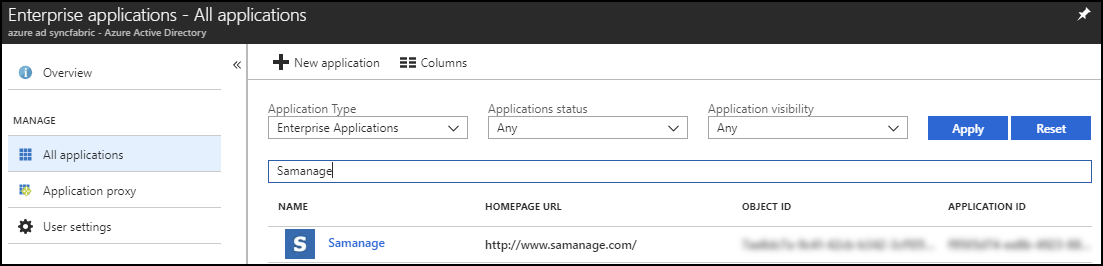 Enterprise applications - All applications
azure ad syncfabric - Azure Active Directory
Overview
MANAGE
All applications
Application proxy
User settings
«
New application Columns
Application Type Applications status Application visibility
Enterprise Applications Any Any Apply Reset
Samanage
NAME HOMEPAGE URL OBJECT ID APPLICATION ID
S Samanage http://www.samanage.com/